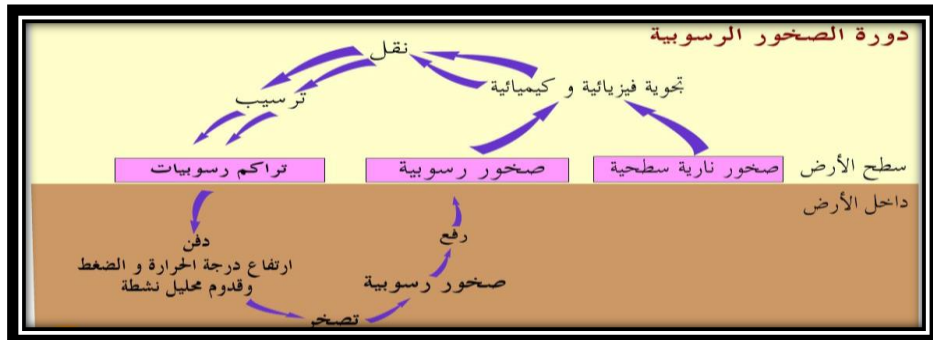 دورة الصخور الرسوبية
نقل
تجوية فيزيائية و كيميائية
ترسيب
سطح الأرض
صخور نارية سطحية
صخور رسوبية
تراكم رسوبيات
داخل الأرض
دفن
ارتفاع درجة الحرارة و الضغط
وقدوم محليل نشطة
تصخر
صخور رسوبية
رفع